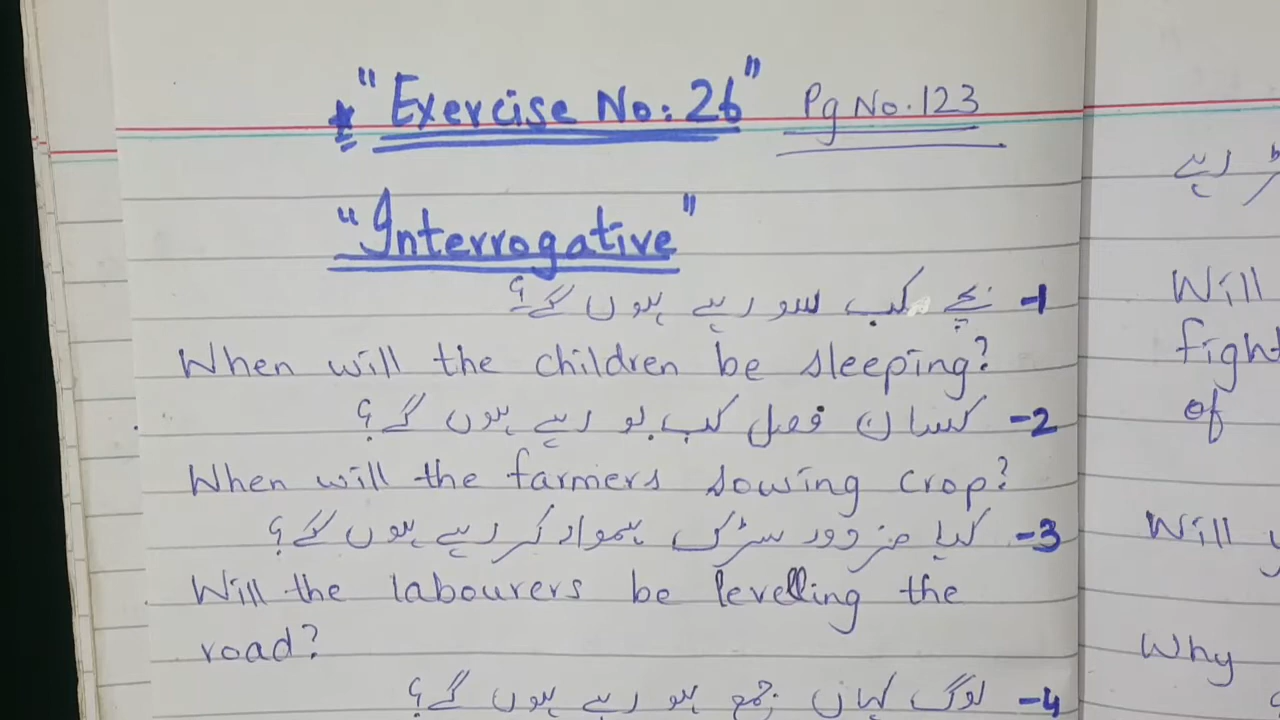 * "Exercise No: 26" Pg No. 123
"Interrogative"
1- بچے کب سو رہے ہوں گے؟
When will the children be sleeping?
2- کسان فصل کب بو رہے ہوں گے؟
When will the farmers sowing crop?
3- کیا مزدور سڑک ہموار کر رہے ہوں گے؟
Will the labourers be levelling the
road?
4- لوگ کہاں جمع ہو رہے ہوں گے؟
رہے
Will
fight
of
Will y
Why